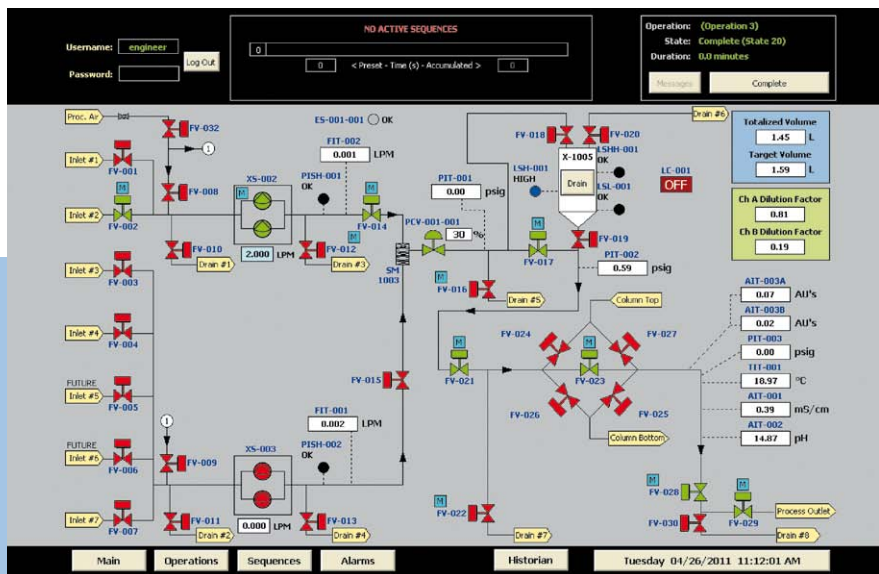 Username: engineer
Log Out
Password:
NO ACTIVE SEQUENCES
0
0 < Preset - Time (s) - Accumulated > 0
Operation: (Operation 3)
State: Complete (State 20)
Duration: 0.0 minutes
Messages Complete
Proc. Air
FV-032
1
Inlet #1
FV-001
FV-008
Inlet #2
M
FV-002
FV-010
Drain #1
XS-002
M
2.000 LPM
ES-001-001 OK
FIT-002
0.001 LPM
PISH-001
OK
M
FV-014
M
FV-012
Drain #3
SM
1003
PCV-001-001
30 %
PIT-001
0.00 psig
FV-018
FV-020
Drain #6
X-1005
Drain
LSHH-001
OK
LSH-001
HIGH
LSL-001
OK
LC-001
OFF
M
FV-017
FV-019
PIT-002
0.59 psig
M
FV-016
Drain #5
Totalized Volume
1.45 L
Target Volume
1.59 L
Ch A Dilution Factor
0.81
Ch B Dilution Factor
0.19
Inlet #3
FV-003
Inlet #4
FV-004
FUTURE
Inlet #5
FV-005
FUTURE
Inlet #6
FV-006
Inlet #7
FV-007
1
FV-009
FV-011
Drain #2
XS-003
0.000 LPM
FIT-001
0.002 LPM
PISH-002
OK
FV-013
Drain #4
FV-015
M
FV-021
Column Top
FV-024
FV-027
M
FV-023
FV-026
FV-025
Column Bottom
M
FV-022
Drain #7
AIT-003A
0.07 AU's
AIT-003B
0.02 AU's
PIT-003
0.00 psig
TIT-001
18.97 °C
AIT-001
0.39 mS/cm
AIT-002
14.87 pH
M
FV-028
M
FV-029
Process Outlet
FV-030
Drain #8
Main Operations Sequences Alarms Historian Tuesday 04/26/2011 11:12:01 AM